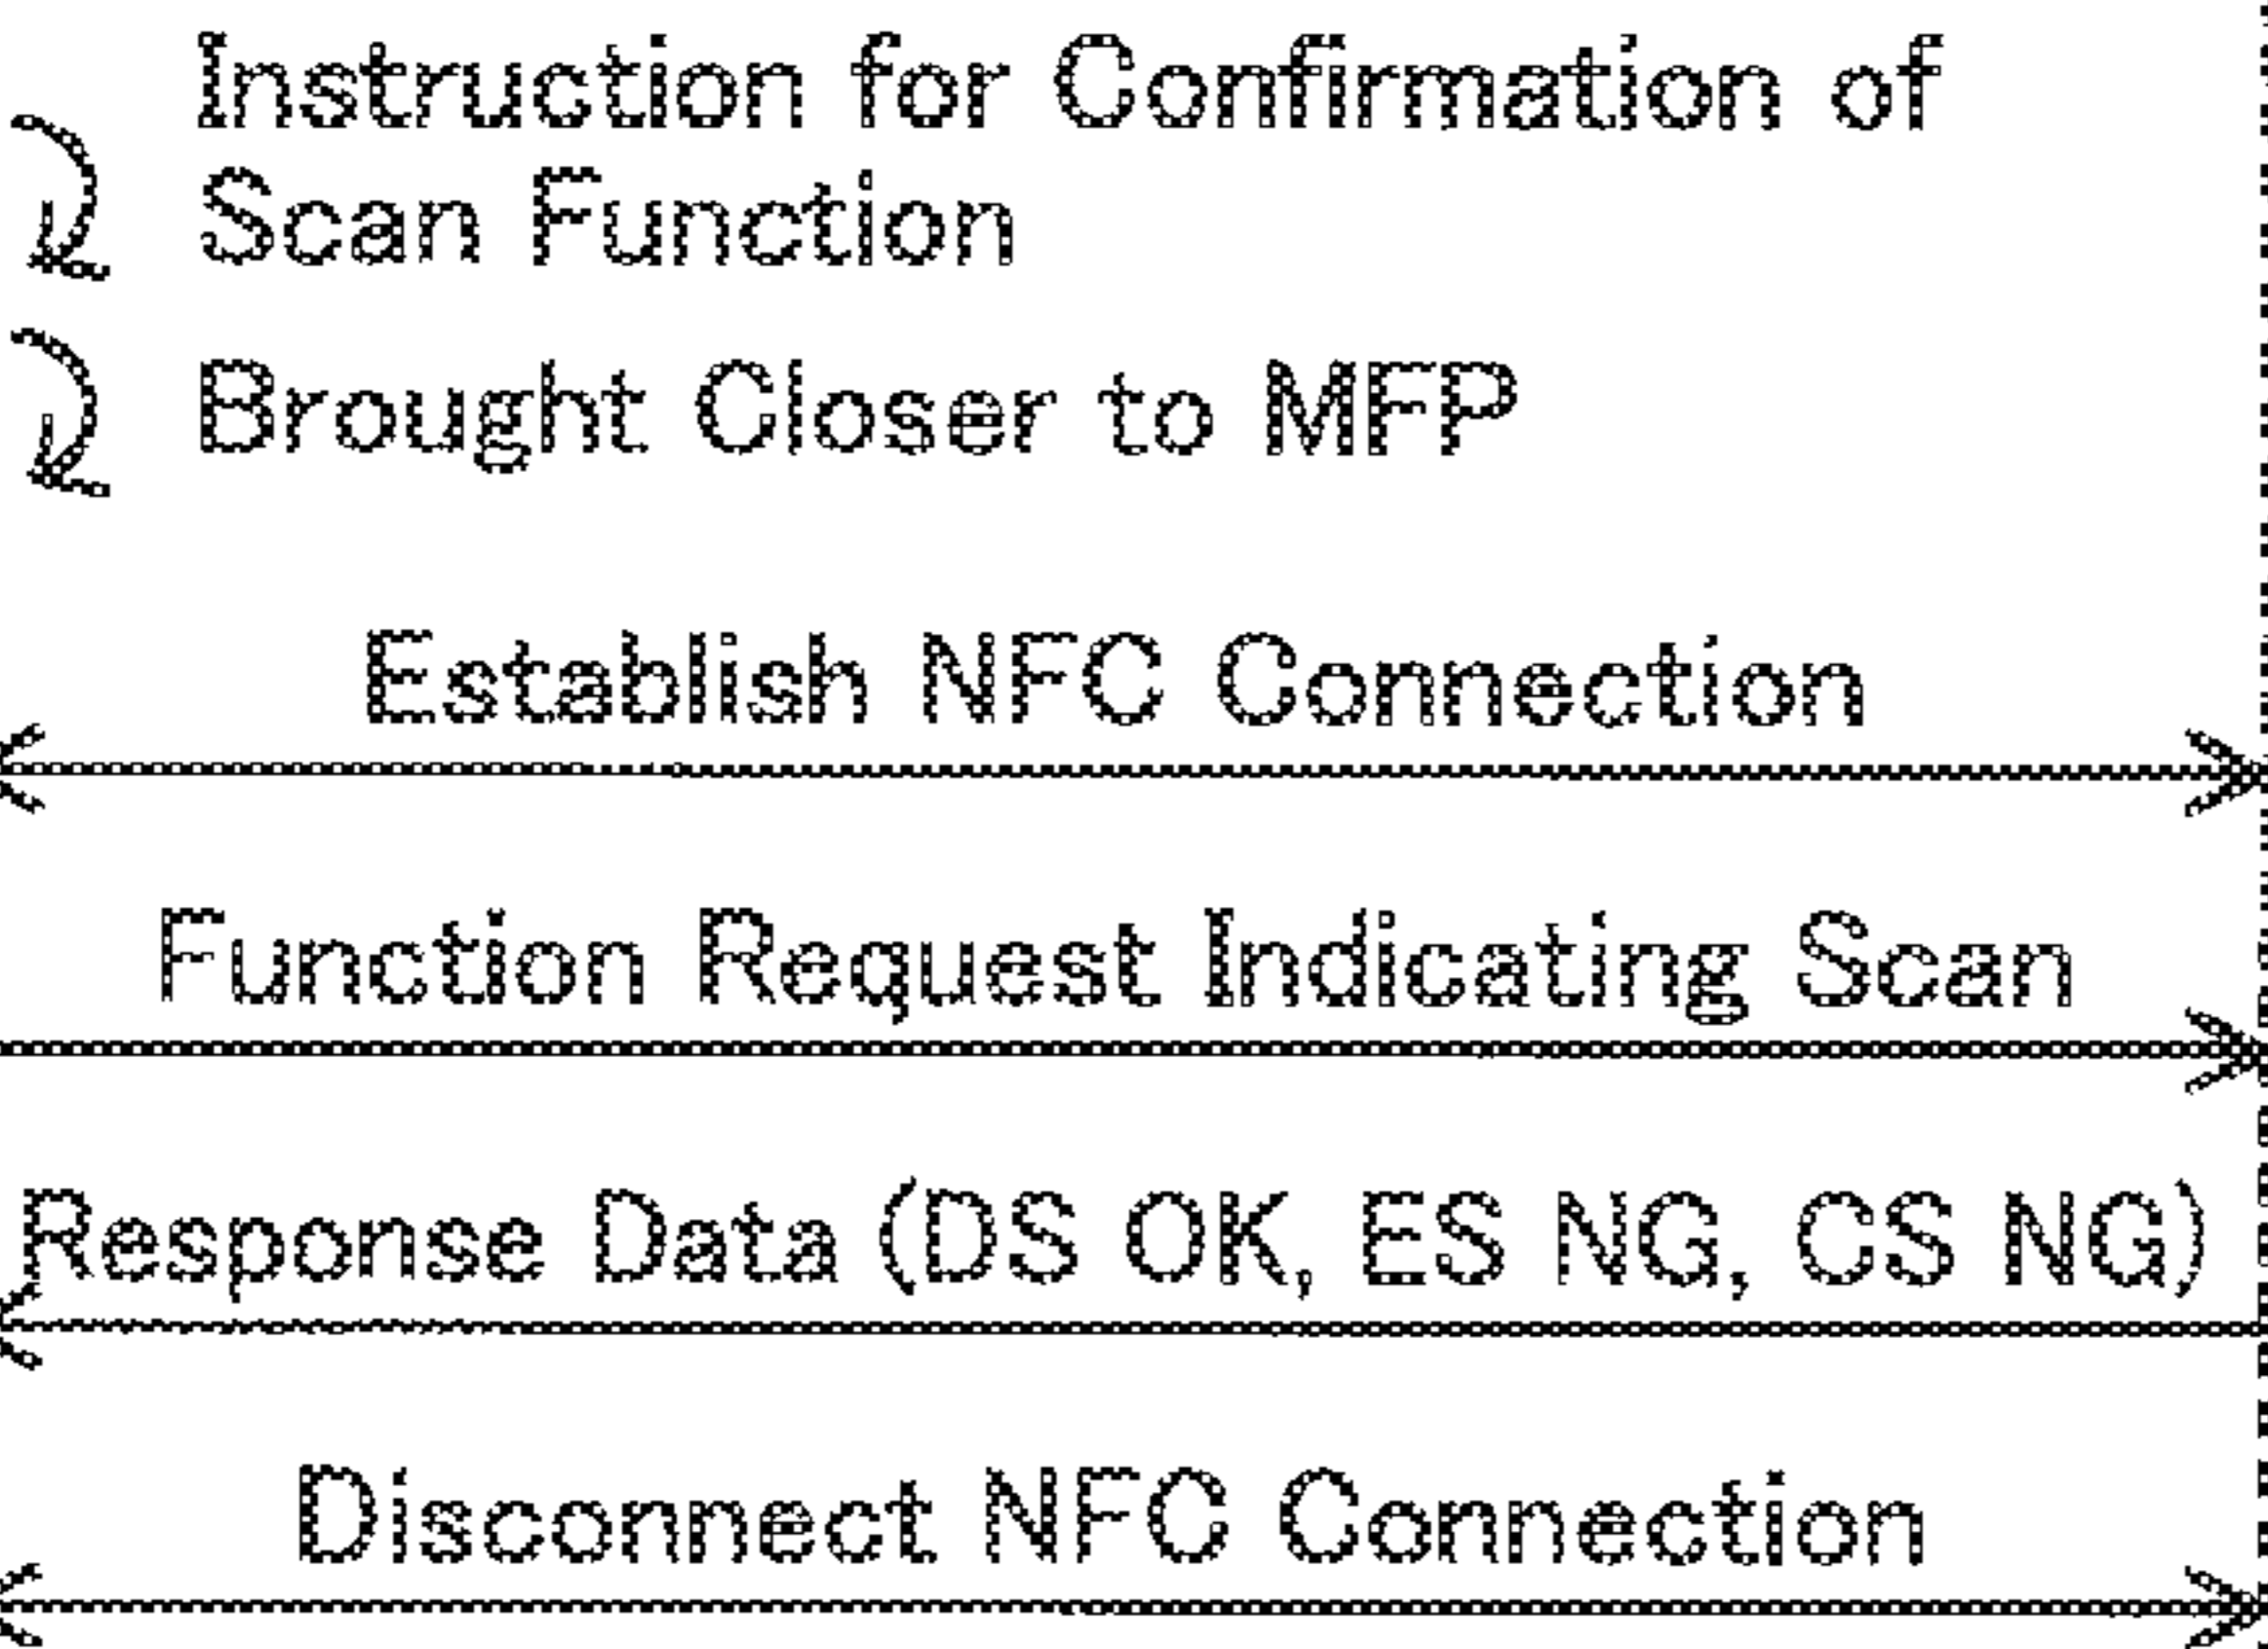 Instruction for Confirmation of
Scan Function
Brought Closer to MFP
Establish NFC Connection
Function Request Indicating Scan
Response Data (DS OK, ES NG, CS NG)
Disconnect NFC Connection